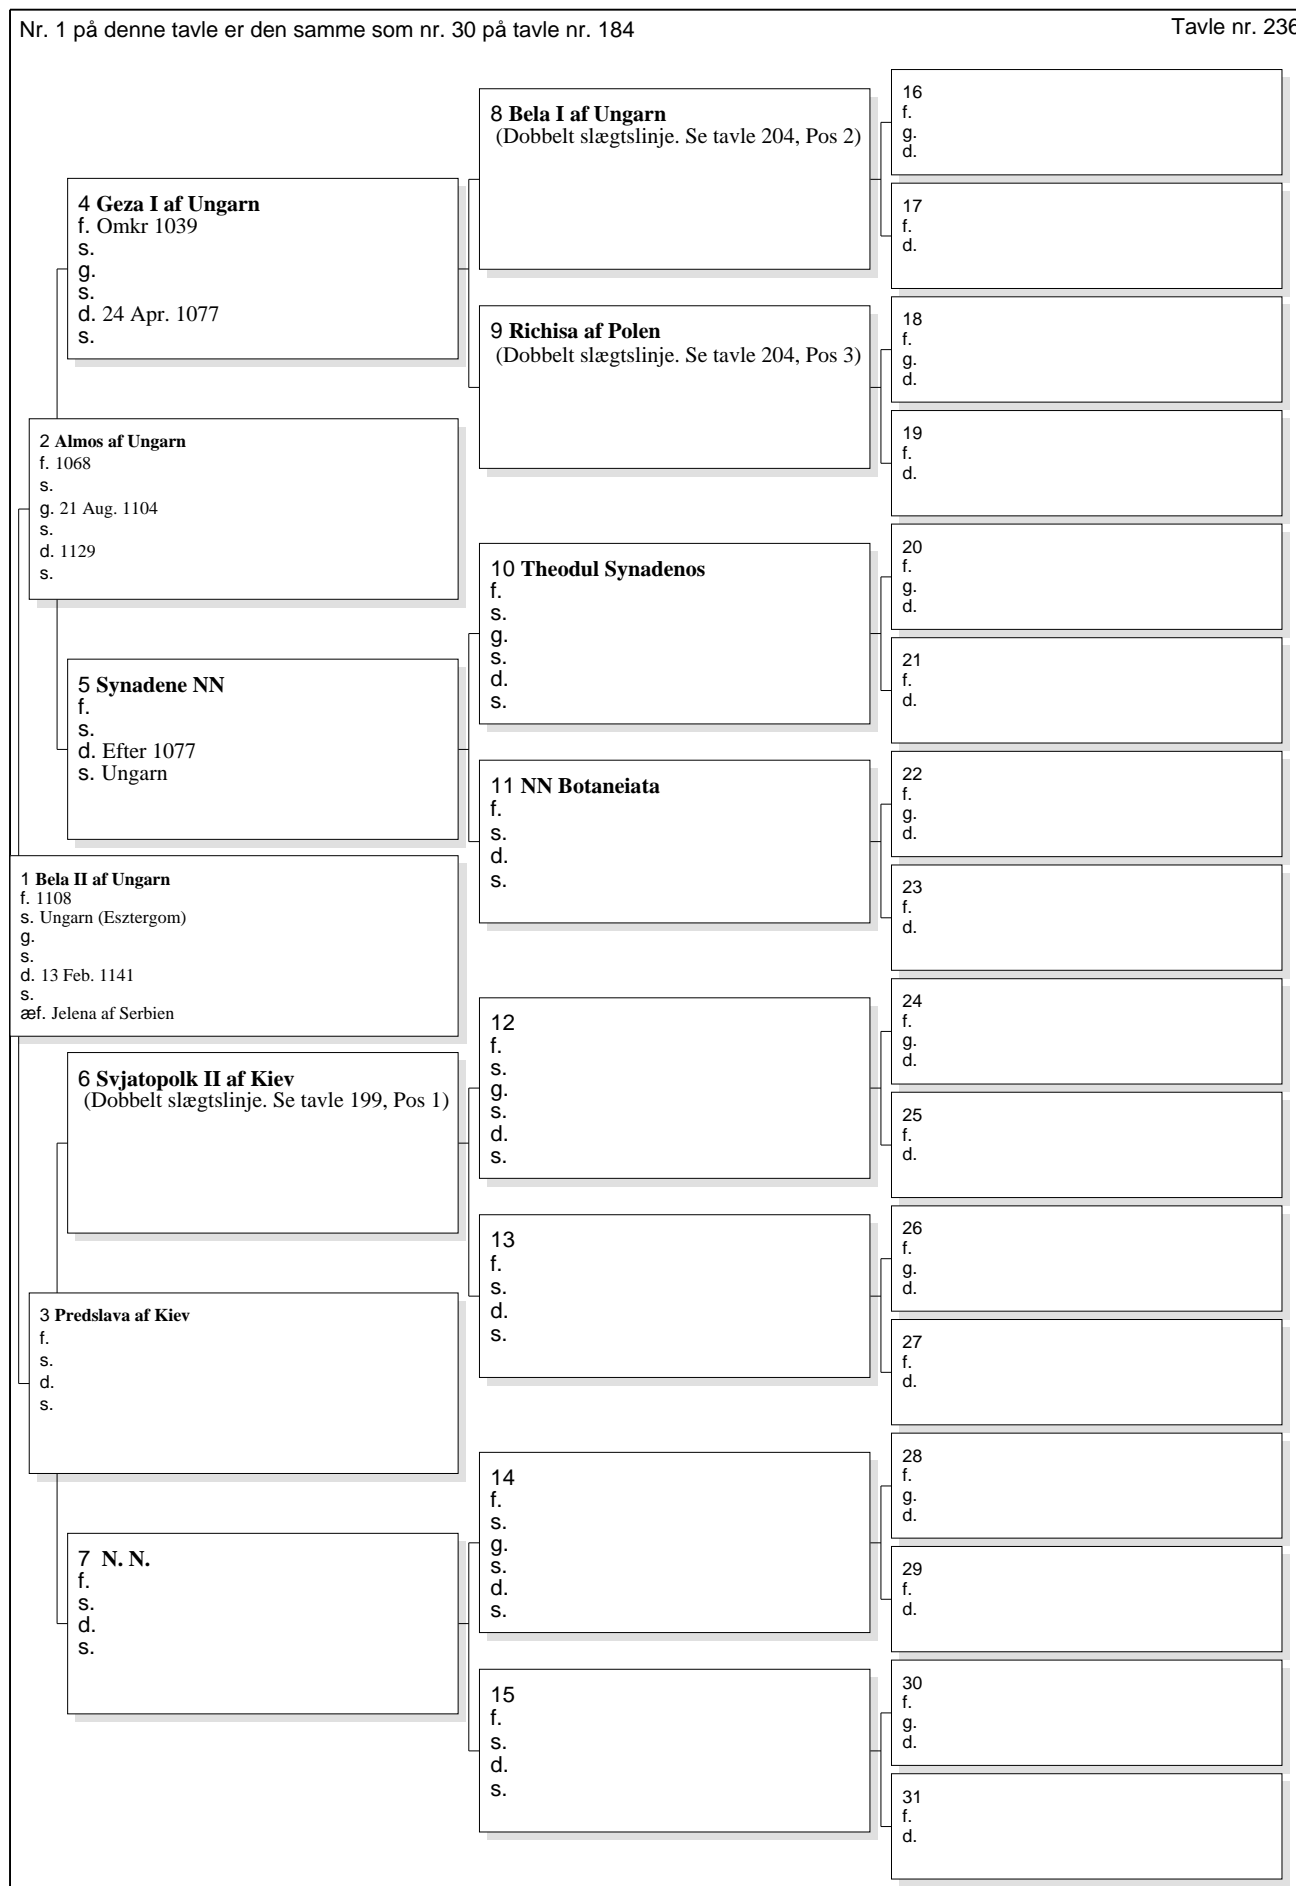 Nr. 1 på denne tavle er den samme som nr. 30 på tavle nr. 184
Tavle nr. 236
1 Bela II af Ungarn
f. 1108
s. Ungarn (Esztergom)
g.
s.
d. 13 Feb. 1141
s.
æf. Jelena af Serbien
2 Almos af Ungarn
f. 1068
s.
g. 21 Aug. 1104
s.
d. 1129
s.
3 Predslava af Kiev
f.
s.
d.
s.
4 Geza I af Ungarn
f. Omkr 1039
s.
g.
s.
d. 24 Apr. 1077
s.
5 Synadene NN
f.
s.
d. Efter 1077
s. Ungarn
6 Svjatopolk II af Kiev
(Dobbelt slægtslinje. Se tavle 199, Pos 1)
7 N. N.
f.
s.
d.
s.
8 Bela I af Ungarn
(Dobbelt slægtslinje. Se tavle 204, Pos 2)
9 Richisa af Polen
(Dobbelt slægtslinje. Se tavle 204, Pos 3)
10 Theodul Synadenos
f.
s.
g.
s.
d.
s.
11 NN Botaneiata
f.
s.
d.
s.
12
f.
s.
g.
s.
d.
s.
13
f.
s.
d.
s.
14
f.
s.
g.
s.
d.
s.
15
f.
s.
d.
s.
16
f.
g.
d.
17
f.
d.
18
f.
g.
d.
19
f.
d.
20
f.
g.
d.
21
f.
d.
22
f.
g.
d.
23
f.
d.
24
f.
g.
d.
25
f.
d.
26
f.
g.
d.
27
f.
d.
28
f.
g.
d.
29
f.
d.
30
f.
g.
d.
31
f.
d.